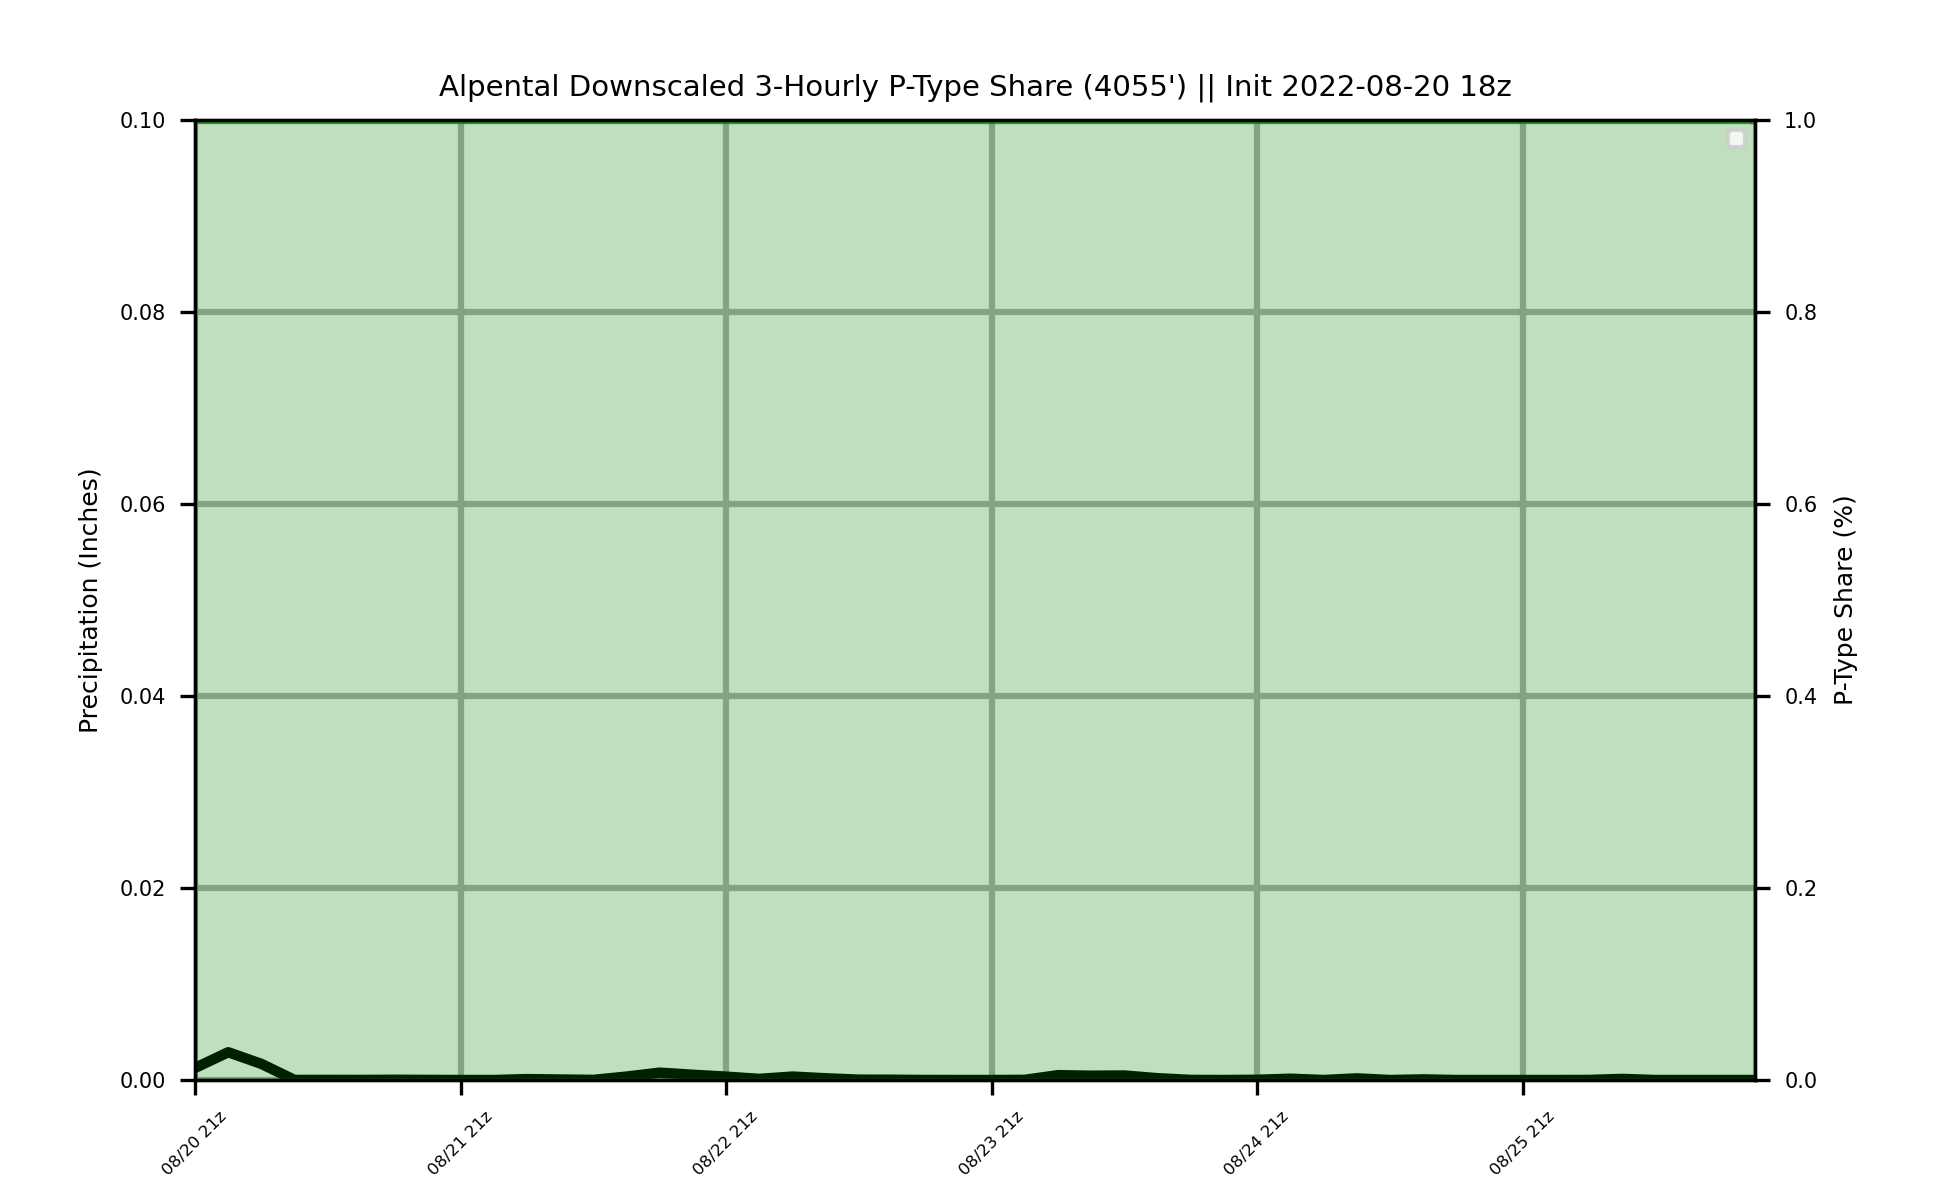 Alpental Downscaled 3-Hourly P-Type Share (4055') || Init 2022-08-20 18z
0.10
0.08
0.06
0.04
0.02
0.00
Precipitation (Inches)
1.0
0.8
0.6
0.4
0.2
0.0
P-Type Share (%)
08/20 21z
08/21 21z
08/22 21z
08/23 21z
08/24 21z
08/25 21z